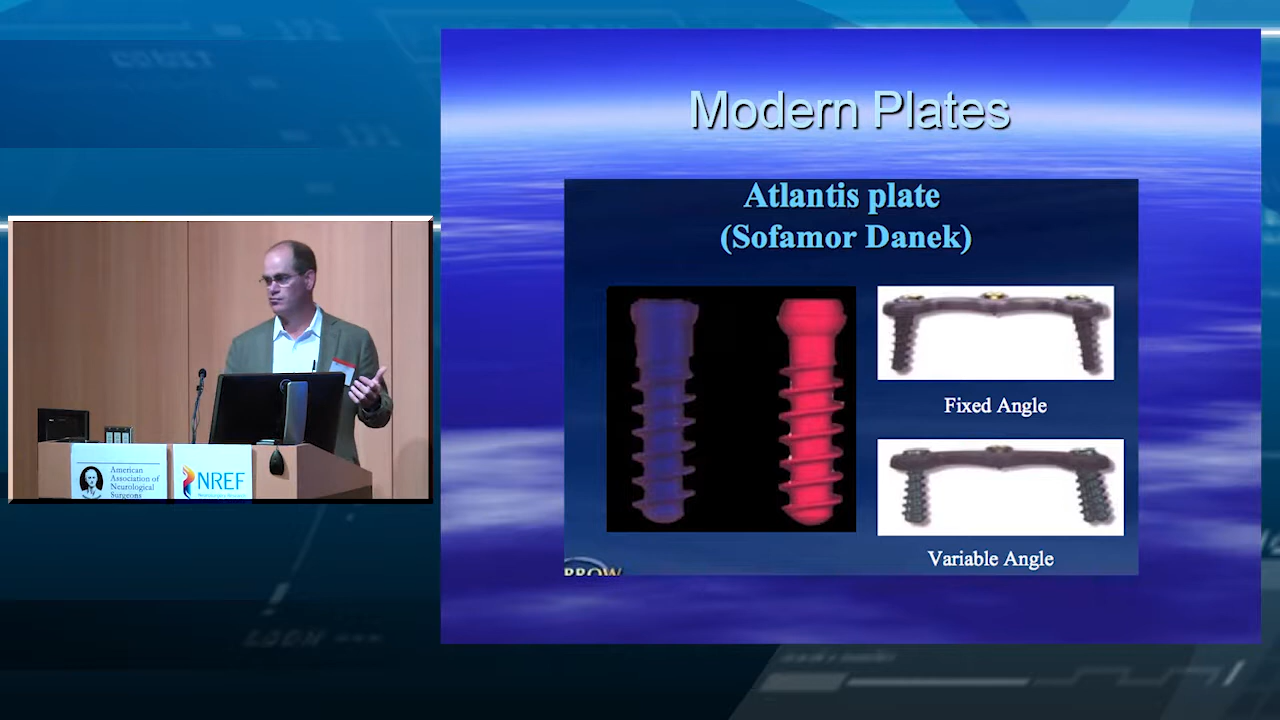 Modern Plates
Atlantis plate
(Sofamor Danek)
Fixed Angle
Variable Angle
American
Association of
Neurological
Surgeons
NREF